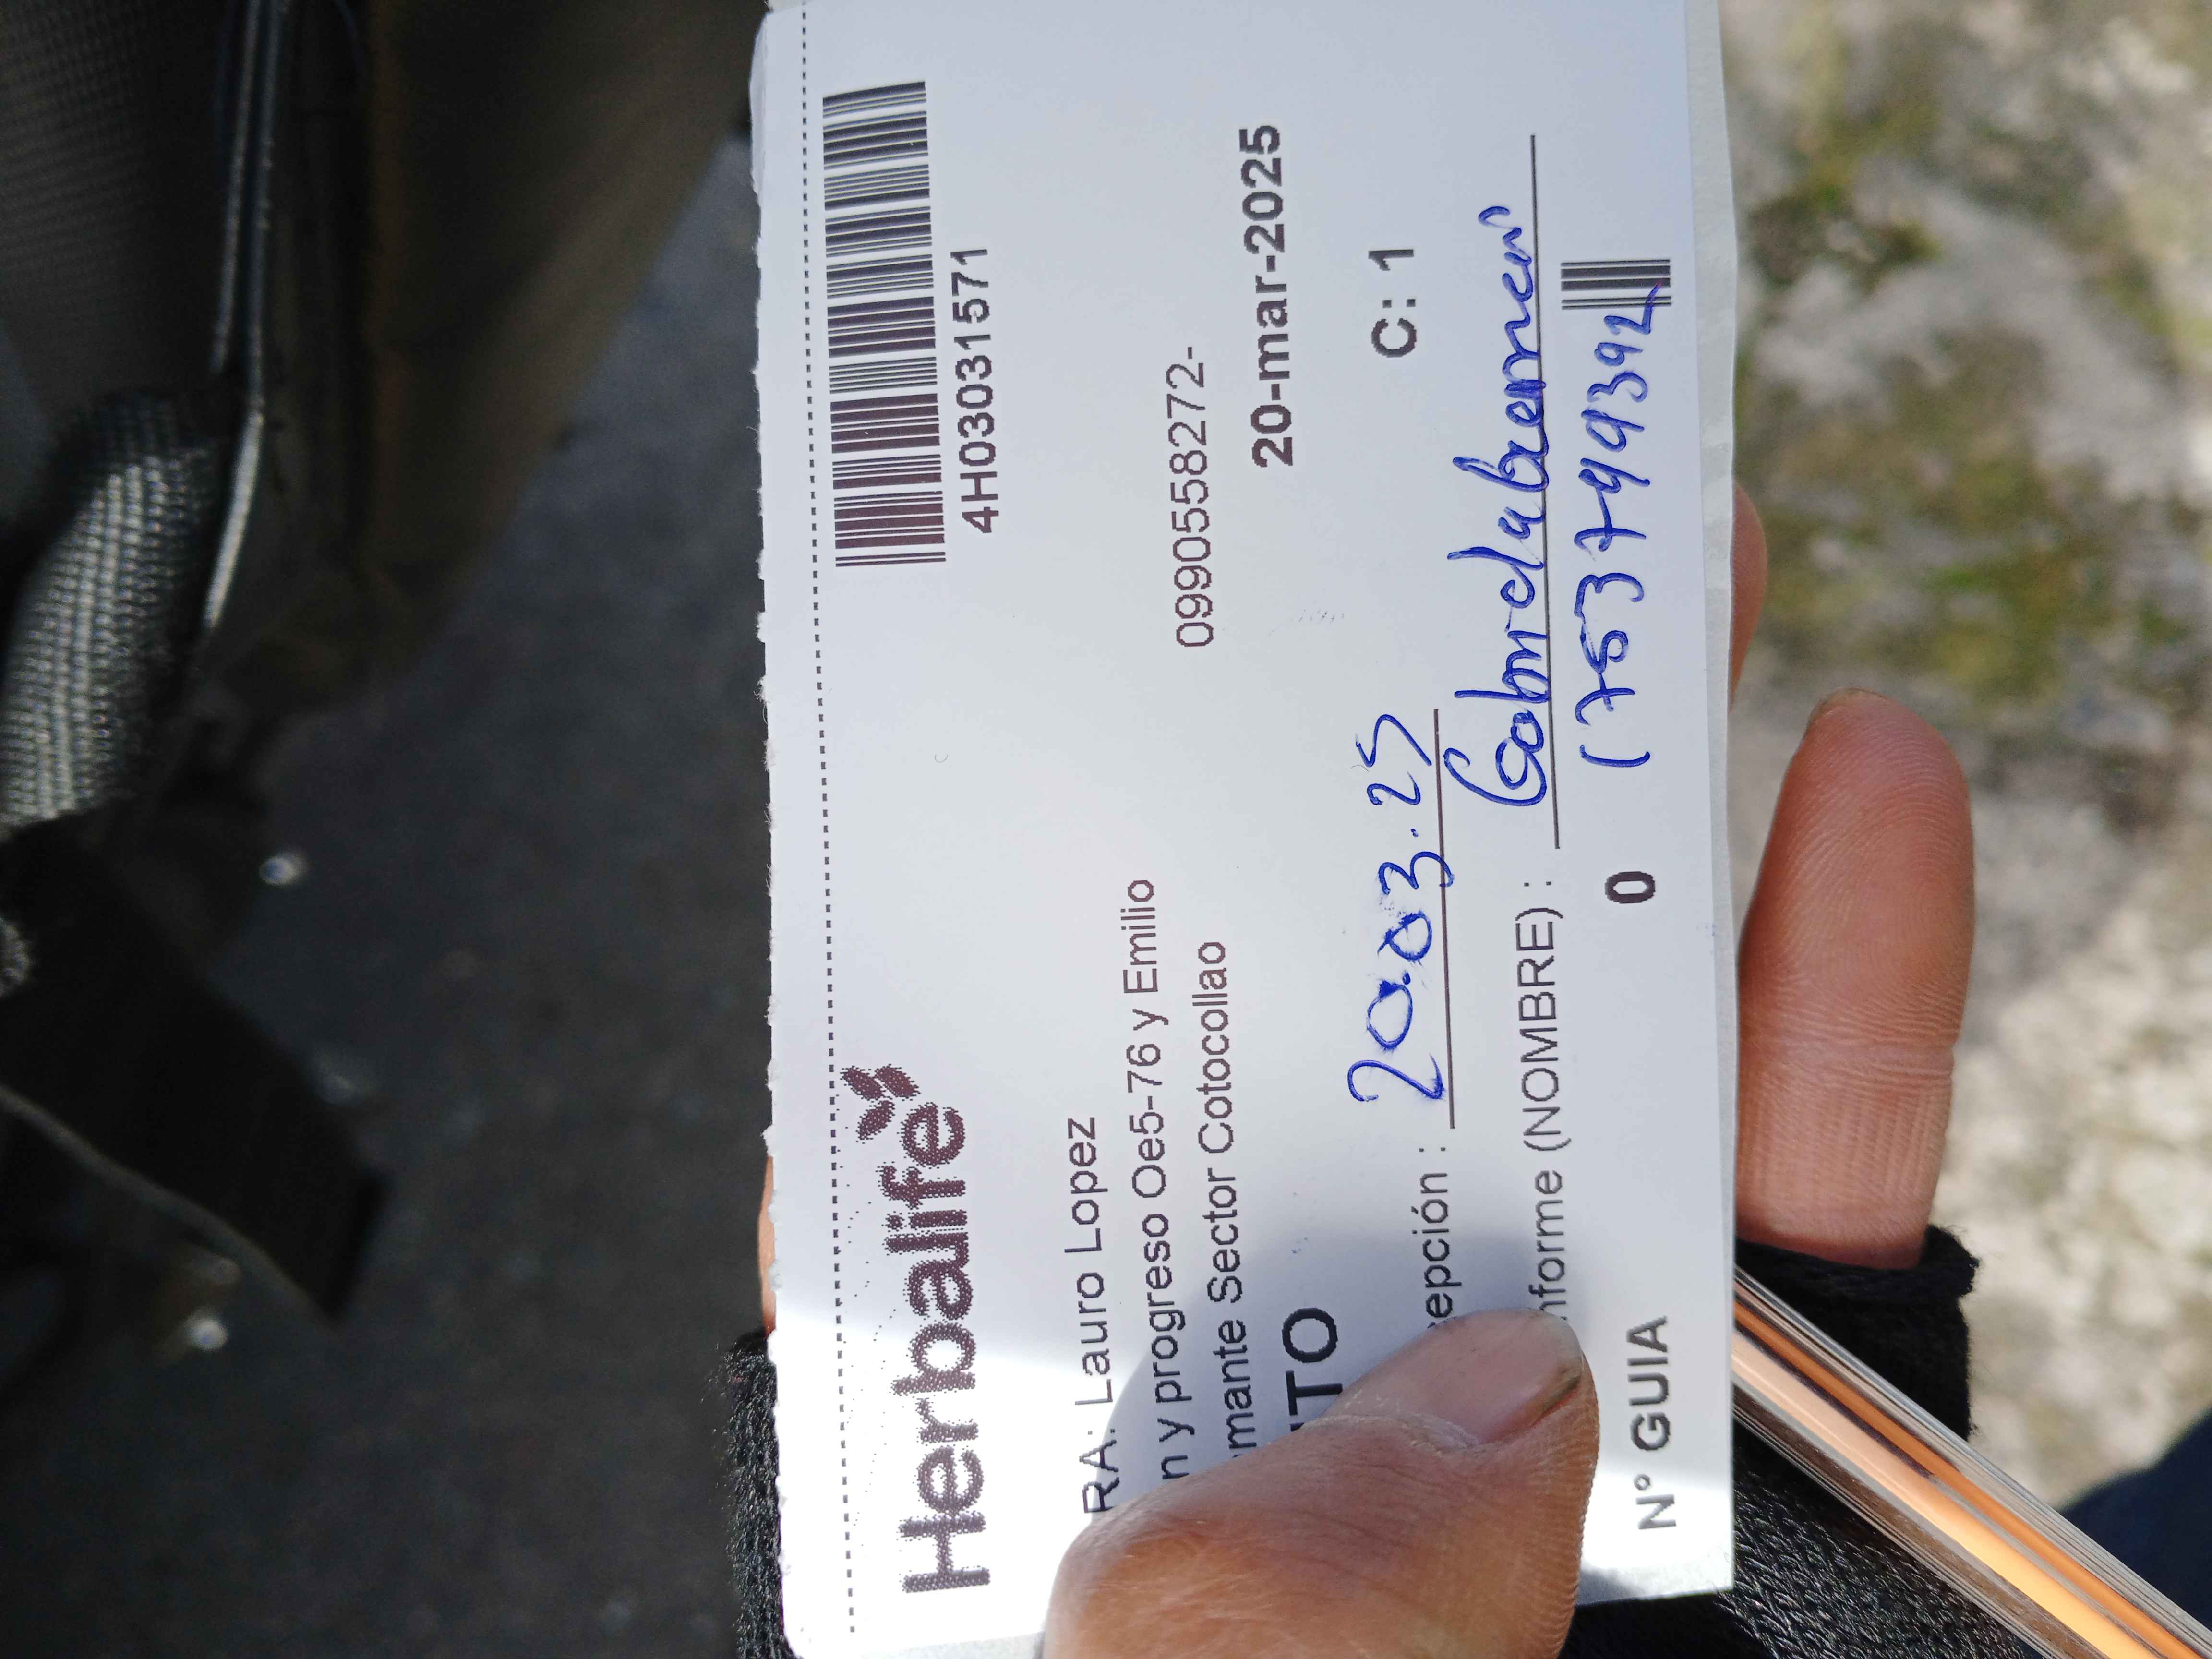 Herbalife
4H03031571
RA: Lauro Lopez
n y progreso Oe5-76 y Emilio
0990558272-
mante Sector Cotocollao
20-mar-2025
ITO
epción : 20.03.25
C: 1
nforme (NOMBRE) :
N° GUIA 0